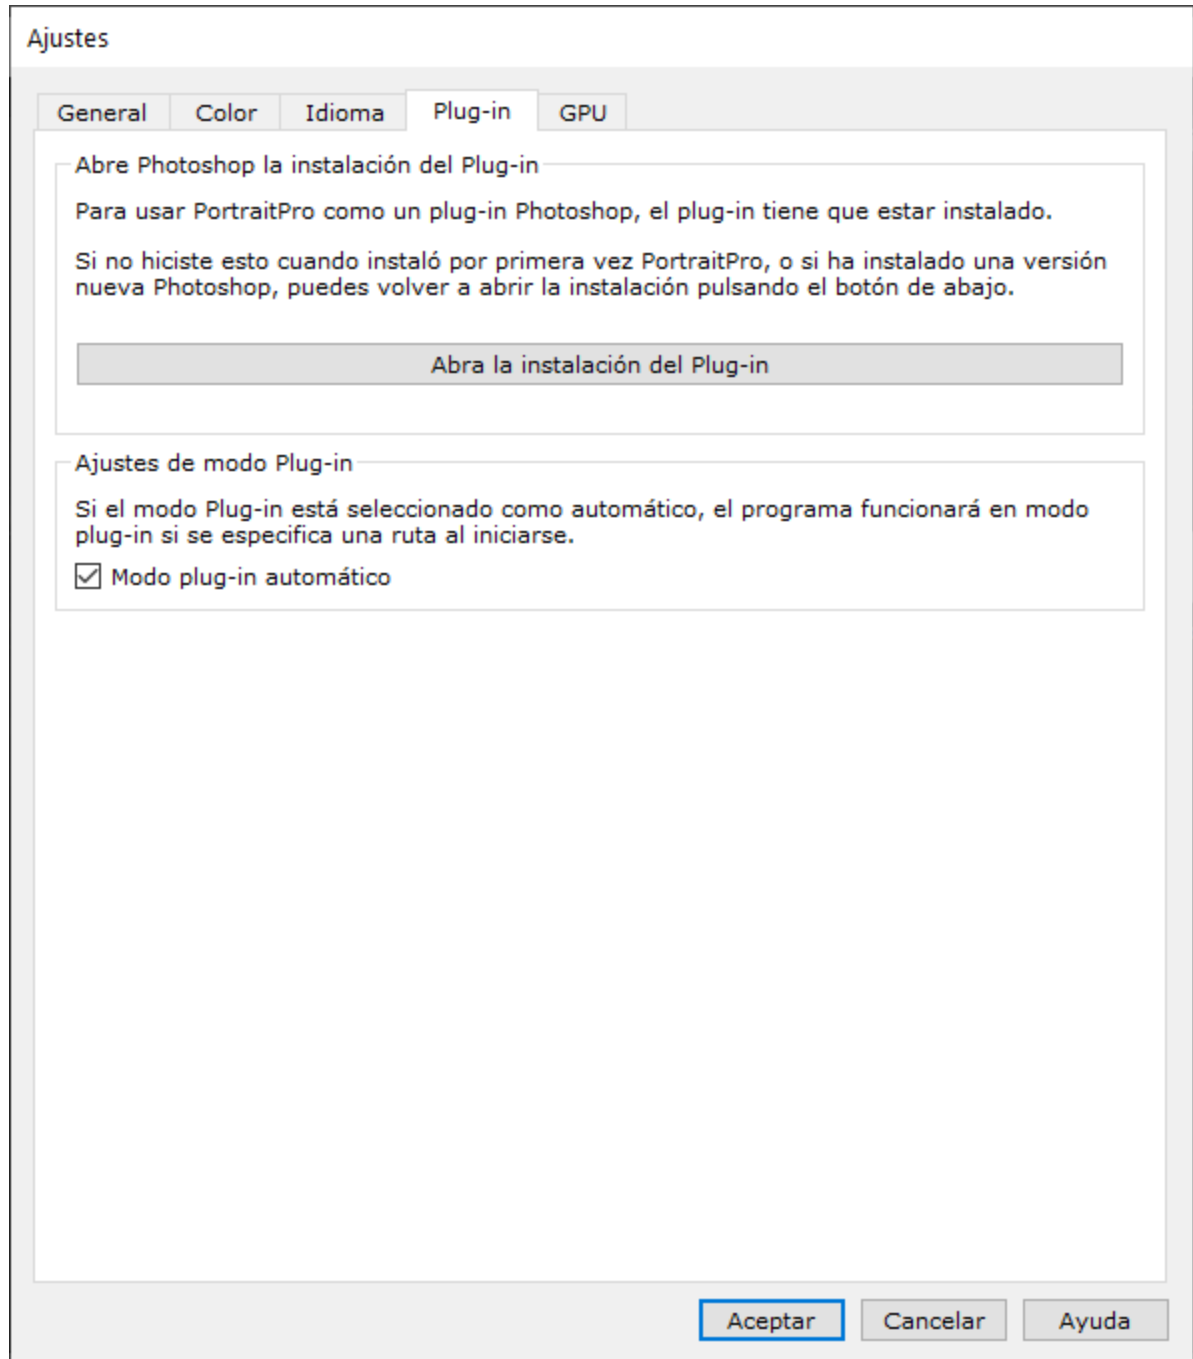 Ajustes
General
Color
Idioma
Plug-in
GPU
Abre Photoshop la instalación del Plug-in
Para usar PortraitPro como un plug-in Photoshop, el plug-in tiene que estar instalado.
Si no hiciste esto cuando instaló por primera vez PortraitPro, o si ha instalado una versión
nueva Photoshop, puedes volver a abrir la instalación pulsando el botón de abajo.
Abra la instalación del Plug-in
Ajustes de modo Plug-in
Si el modo Plug-in está seleccionado como automático, el programa funcionará en modo
plug-in si se especifica una ruta al iniciarse.
Modo plug-in automático
Aceptar
Cancelar
Ayuda